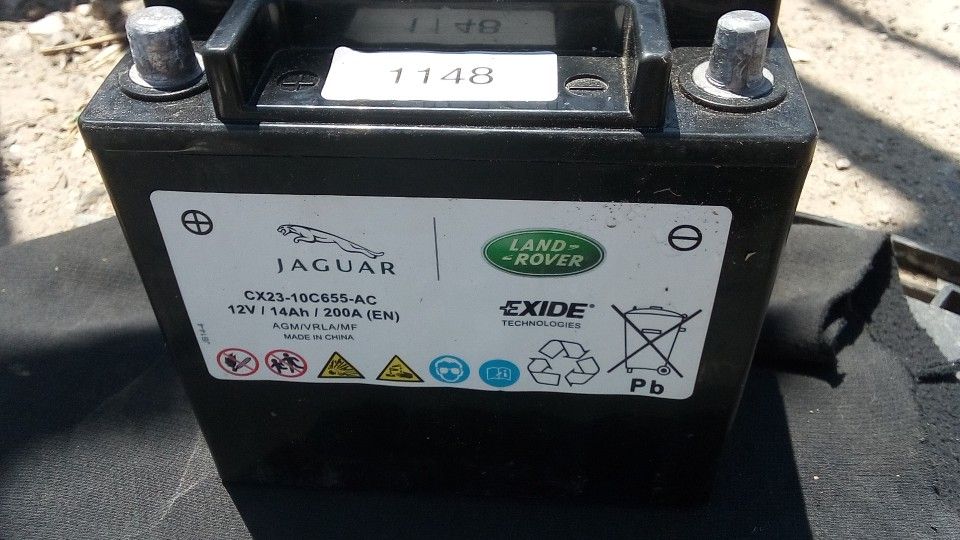 1148
JAGUAR
LAND-
-ROVER
CX23-10C655-AC
12V / 14Ah / 200A (EN)
AGM/VRLA/MF
MADE IN CHINA
EXIDE®
TECHNOLOGIES
Pb